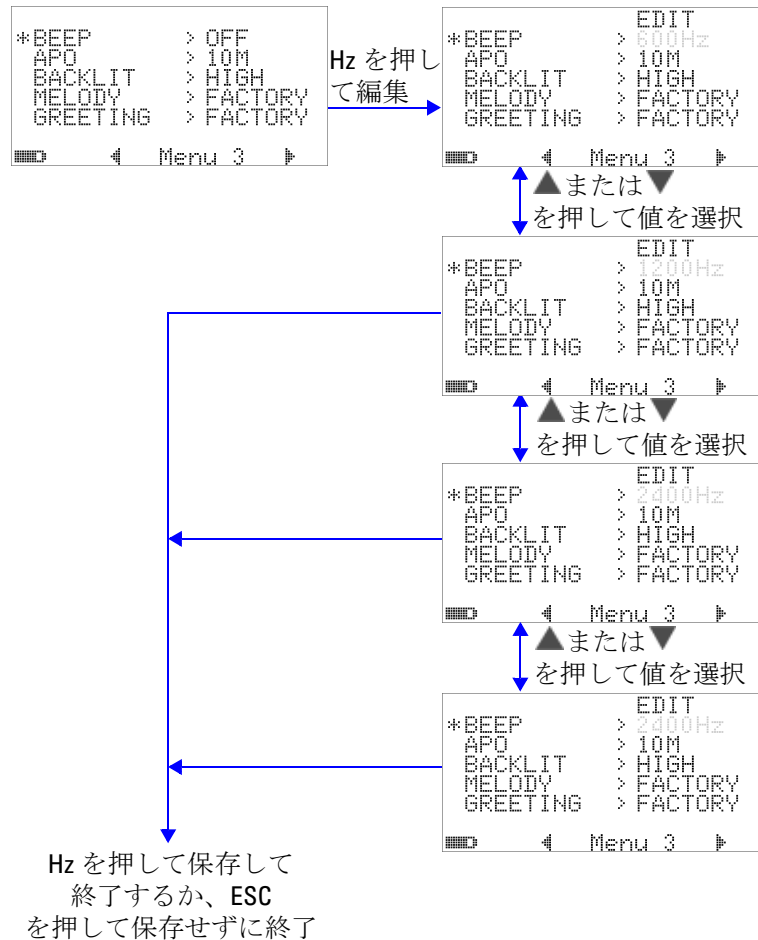 *BEEP > OFF
APO > 10M
BACKLIT > HIGH
MELODY > FACTORY
GREETING > FACTORY
Menu 3
Hz を押し
て編集
EDIT
*BEEP > 600Hz
APO > 10M
BACKLIT > HIGH
MELODY > FACTORY
GREETING > FACTORY
Menu 3
▲または▼
を押して値を選択
EDIT
*BEEP > 1200Hz
APO > 10M
BACKLIT > HIGH
MELODY > FACTORY
GREETING > FACTORY
Menu 3
▲または▼
を押して値を選択
EDIT
*BEEP > 2400Hz
APO > 10M
BACKLIT > HIGH
MELODY > FACTORY
GREETING > FACTORY
Menu 3
▲または▼
を押して値を選択
EDIT
*BEEP > 2400Hz
APO > 10M
BACKLIT > HIGH
MELODY > FACTORY
GREETING > FACTORY
Menu 3
Hz を押して保存して
終了するか、ESC
を押して保存せずに終了